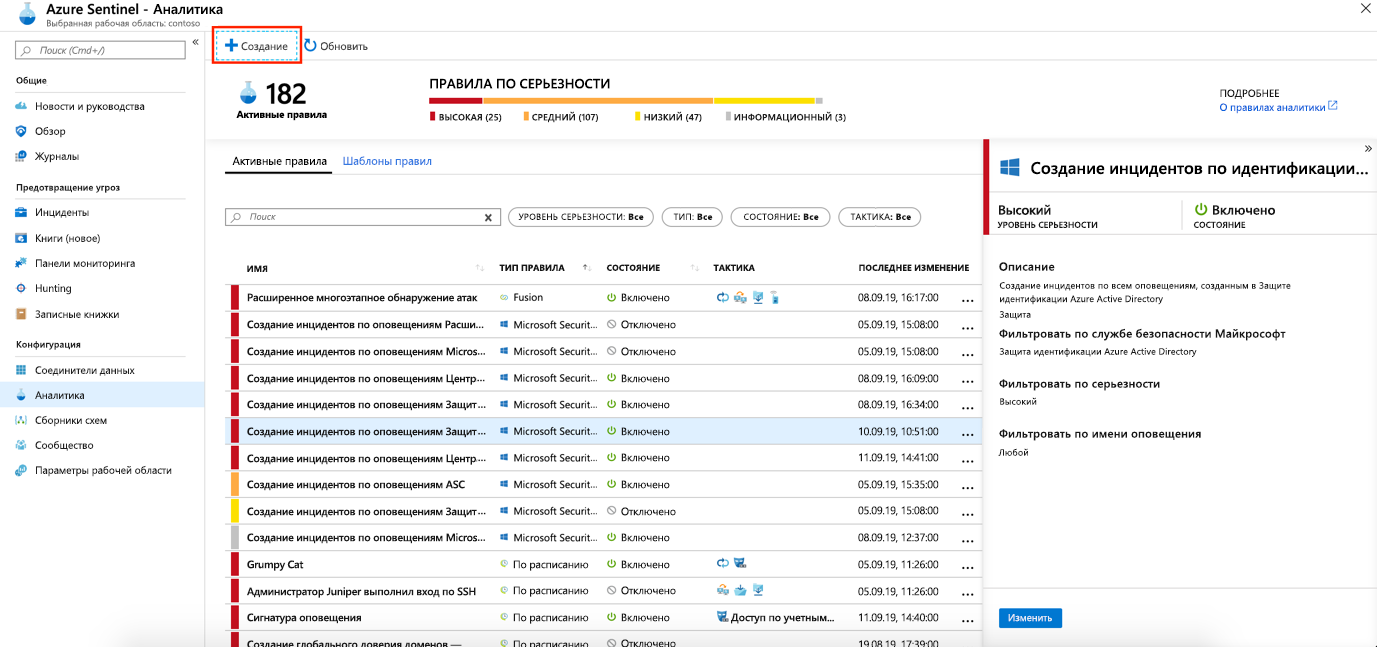 Azure Sentinel - Аналитика
Выбранная рабочая область: contoso
Поиск (Cmd+/)
«
Общие
Новости и руководства
Обзор
Журналы
Предотвращение угроз
Инциденты
Книги (новое)
Панели мониторинга
Hunting
Записные книжки
Конфигурация
Соединители данных
Аналитика
Сборники схем
Сообщество
Параметры рабочей области
Создание
Обновить
182
Активные правила
ПРАВИЛА ПО СЕРЬЕЗНОСТИ
ВЫСОКАЯ (25) СРЕДНИЙ (107) НИЗКИЙ (47) ИНФОРМАЦИОННЫЙ (3)
ПОДРОБНЕЕ
О правилах аналитики
Активные правила Шаблоны правил
Поиск
УРОВЕНЬ СЕРЬЕЗНОСТИ: Все ТИП: Все СОСТОЯНИЕ: Все ТАКТИКА: Все
ИМЯ ТИП ПРАВИЛА СОСТОЯНИЕ ТАКТИКА ПОСЛЕДНЕЕ ИЗМЕНЕНИЕ
Расширенное многоэтапное обнаружение атак Fusion Включено 08.09.19, 16:17:00 ...
Создание инцидентов по оповещениям Расши... Microsoft Securit... Отключено 05.09.19, 15:08:00 ...
Создание инцидентов по оповещениям Micros... Microsoft Securit... Отключено 05.09.19, 15:08:00 ...
Создание инцидентов по оповещениям Центр... Microsoft Securit... Включено 08.09.19, 16:09:00 ...
Создание инцидентов по оповещениям Защит... Microsoft Securit... Включено 08.09.19, 16:34:00 ...
Создание инцидентов по оповещениям Защит... Microsoft Securit... Включено 10.09.19, 10:51:00 ...
Создание инцидентов по оповещениям Центр... Microsoft Securit... Включено 11.09.19, 14:41:00 ...
Создание инцидентов по оповещениям ASC Microsoft Securit... Включено 05.09.19, 15:35:00 ...
Создание инцидентов по оповещениям Защит... Microsoft Securit... Отключено 05.09.19, 15:08:00 ...
Создание инцидентов по оповещениям Micros... Microsoft Securit... Включено 08.09.19, 12:37:00 ...
Grumpy Cat По расписанию Включено 05.09.19, 11:26:00 ...
Администратор Juniper выполнил вход по SSH По расписанию Отключено 05.09.19, 11:26:00 ...
Сигнатура оповещения По расписанию Включено Доступ по учетным... 11.09.19, 14:40:00 ...
Создание глобального доверия доменов — По расписанию Отключено 19.08.19, 17:39:00 ...
»
Создание инцидентов по идентификации...
Высокий
УРОВЕНЬ СЕРЬЕЗНОСТИ
Включено
СОСТОЯНИЕ
Описание
Создание инцидентов по всем оповещениям, созданным в Защите
идентификации Azure Active Directory
Защита
Фильтровать по службе безопасности Майкрософт
Защита идентификации Azure Active Directory
Фильтровать по серьезности
Высокий
Фильтровать по имени оповещения
Любой
Изменить